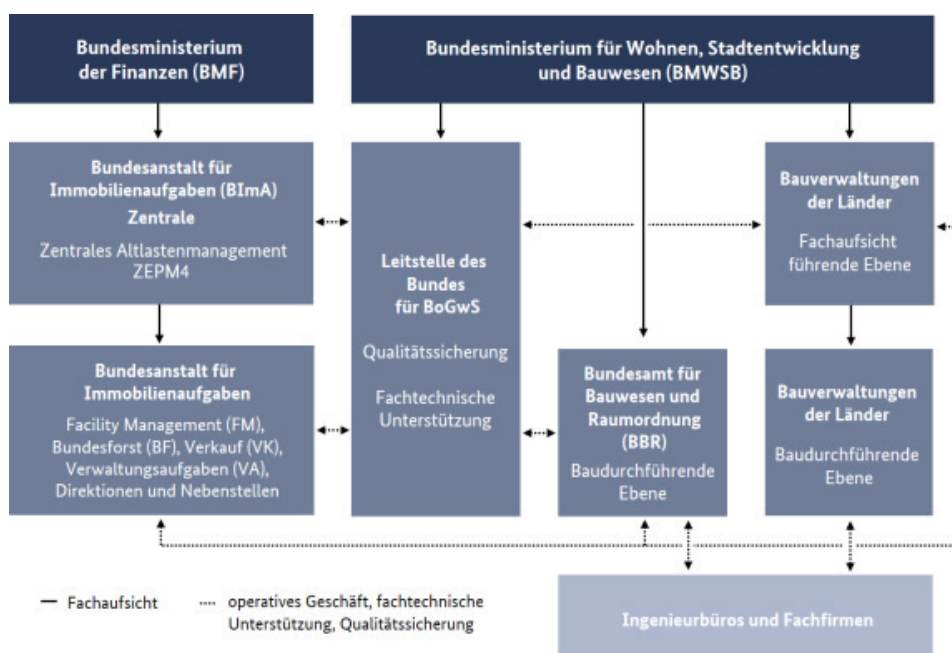 Bundesministerium
der Finanzen (BMF)
Bundesministerium für Wohnen, Stadtentwicklung
und Bauwesen (BMWSB)
Bundesanstalt für
Immobilienaufgaben (BImA)
Zentrale
Zentrales Altlastenmanagement
ZEPM4
Leitstelle des
Bundes
für BoGwS
Qualitätssicherung
Fachtechnische
Unterstützung
Bauverwaltungen
der Länder
Fachaufsicht
führende Ebene
Bundesanstalt für
Immobilienaufgaben
Facility Management (FM),
Bundesforst (BF), Verkauf (VK),
Verwaltungsaufgaben (VA),
Direktionen und Nebenstellen
Bundesamt für
Bauwesen und
Raumordnung
(BBR)
Baudurchführende
Ebene
Bauverwaltungen
der Länder
Baudurchführende
Ebene
Fachaufsicht
operatives Geschäft, fachtechnische
Unterstützung, Qualitätssicherung
Ingenieurbüros und Fachfirmen